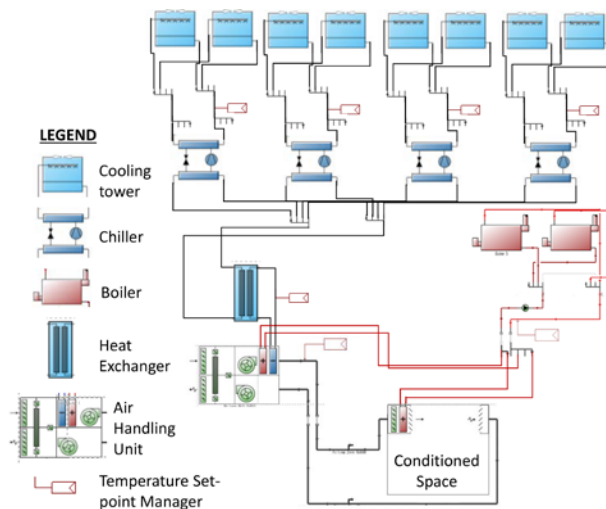 LEGEND
Cooling
tower
Chiller
Boiler
Heat
Exchanger
Air
Handling
Unit
Temperature Set-
point Manager
Conditioned
Space